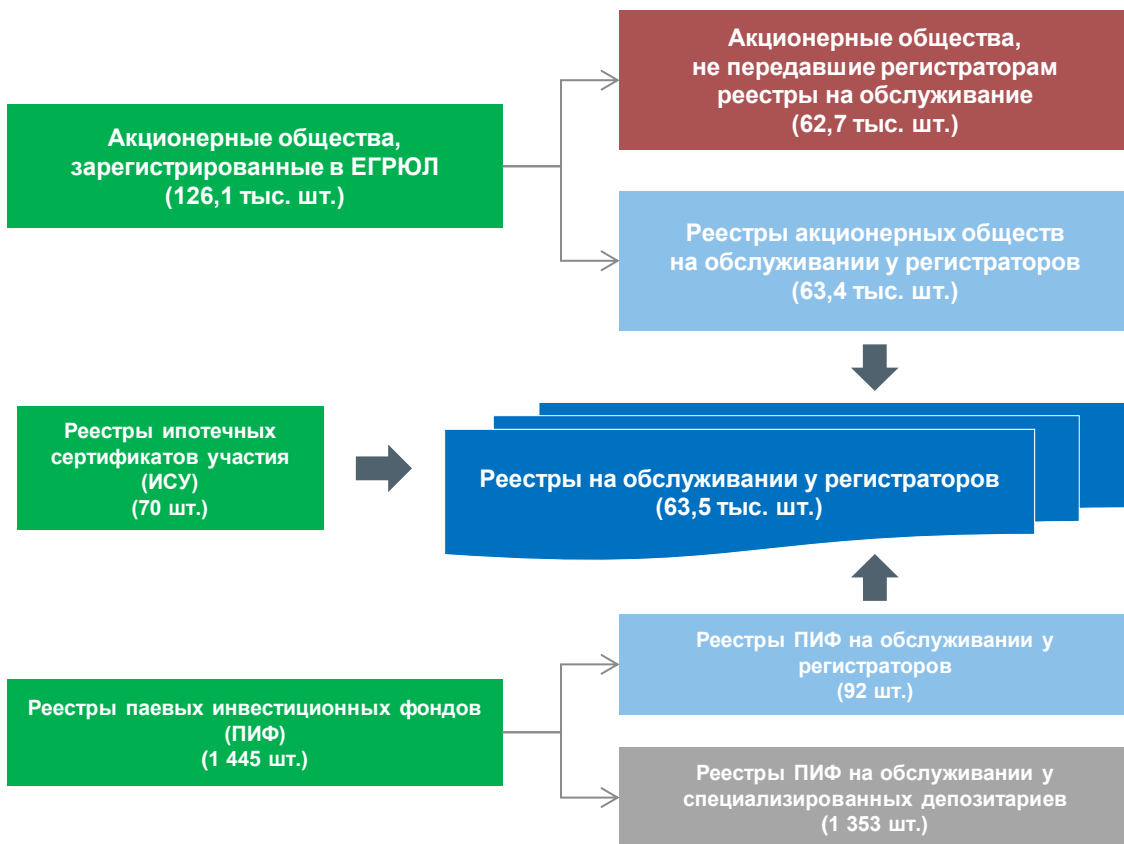 Акционерные общества,
не передавшие регистраторам
реестры на обслуживание
(62,7 тыс. шт.)
Акционерные общества,
зарегистрированные в ЕГРЮЛ
(126,1 тыс. шт.)
Реестры акционерных обществ
на обслуживании у регистраторов
(63,4 тыс. шт.)
Реестры ипотечных
сертификатов участия
(ИСУ)
(70 шт.)
Реестры на обслуживании у регистраторов
(63,5 тыс. шт.)
Реестры ПИФ на обслуживании у
регистраторов
(92 шт.)
Реестры паевых инвестиционных фондов
(ПИФ)
(1 445 шт.)
Реестры ПИФ на обслуживании у
специализированных депозитариев
(1 353 шт.)